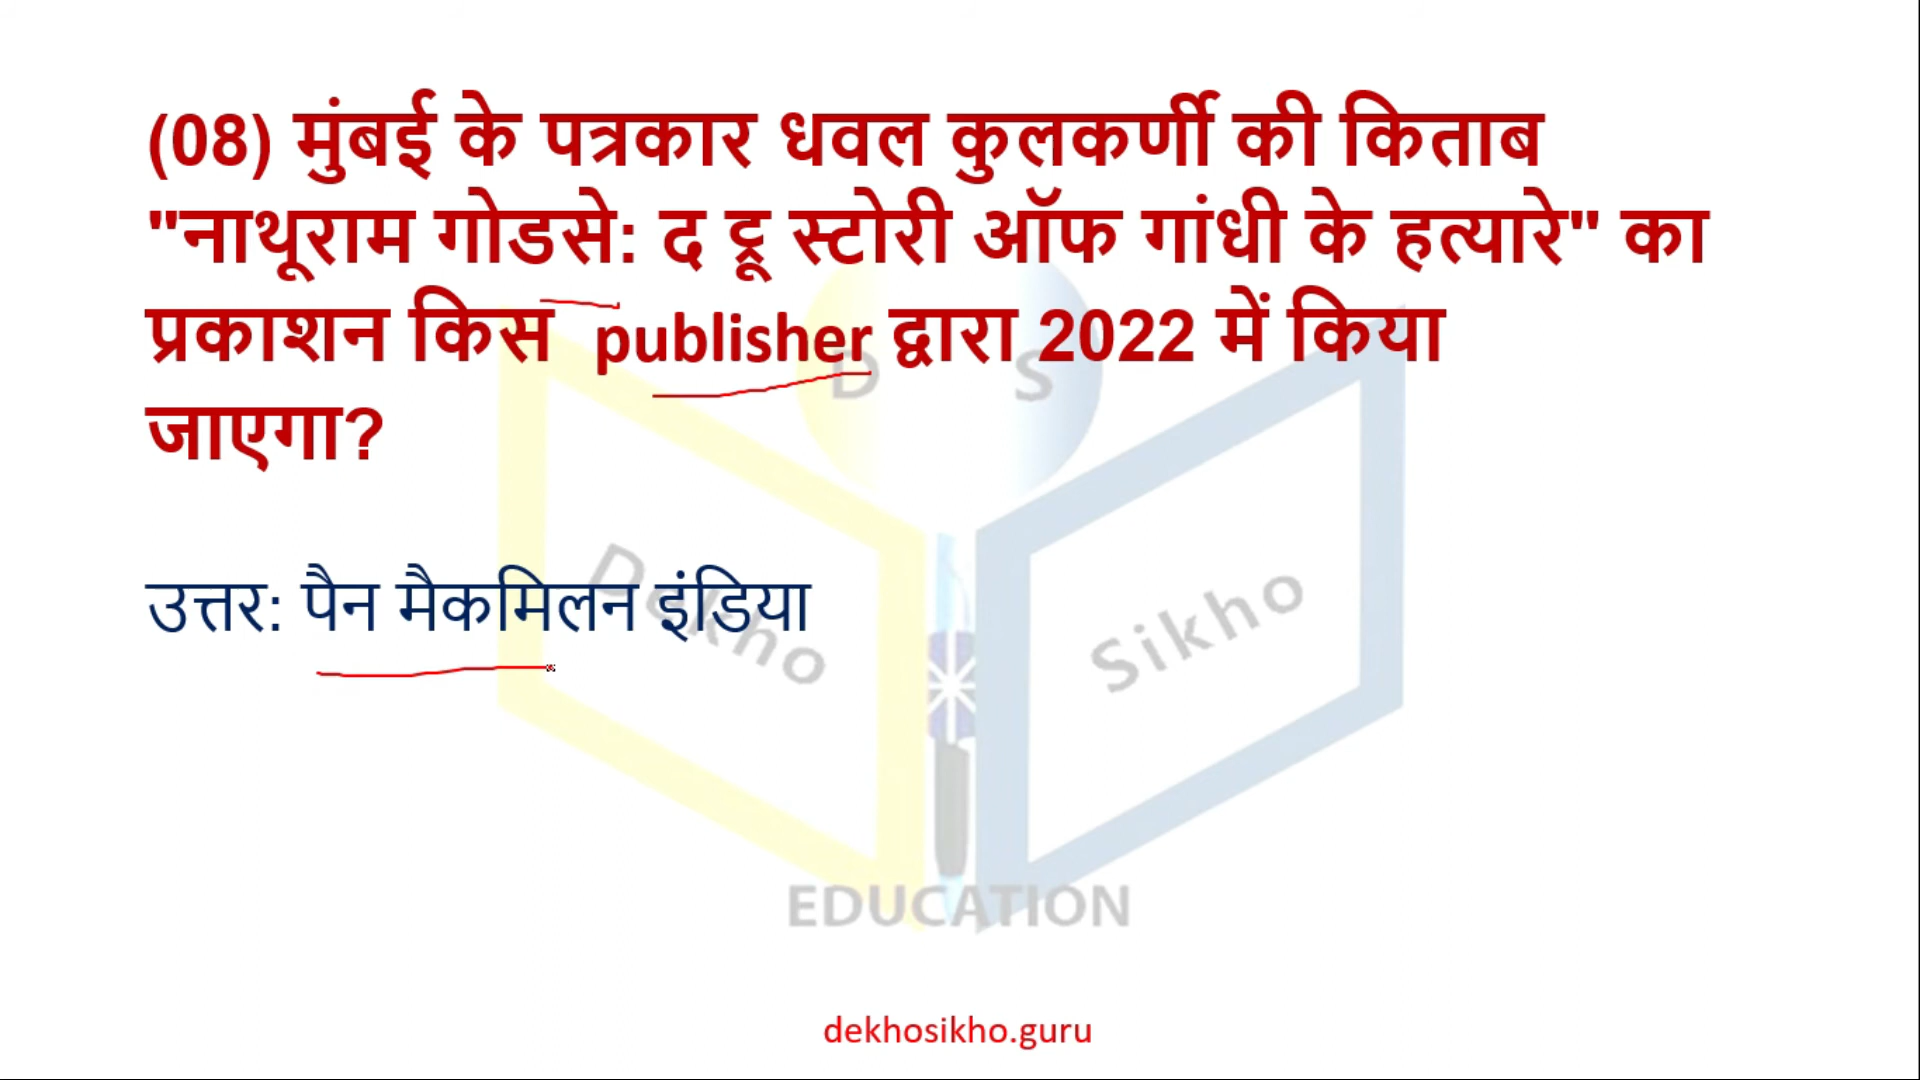 (08) मुंबई के पत्रकार धवल कुलकर्णी की किताब
"नाथूराम गोडसे: द ट्रू स्टोरी ऑफ गांधी के हत्यारे" का
प्रकाशन किस publisher द्वारा 2022 में किया
जाएगा?
उत्तर: पैन मैकमिलन इंडिया
D S
Dekho Sikho
EDUCATION
dekhosikho.guru